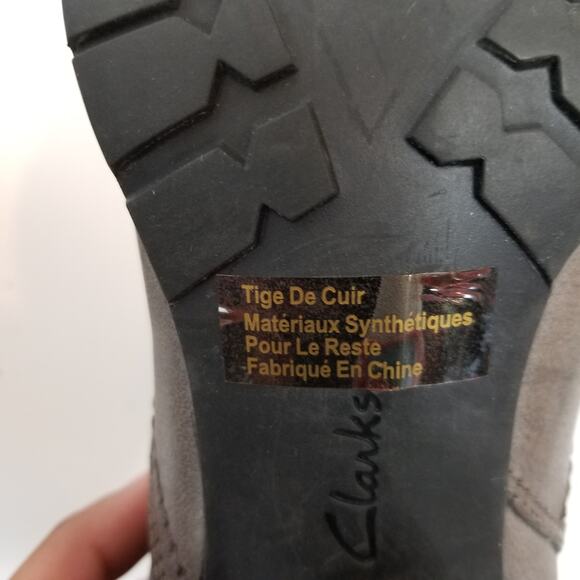 Tige De Cuir
Matériaux Synthétiques
Pour Le Reste
Fabriqué En Chine
Clarks